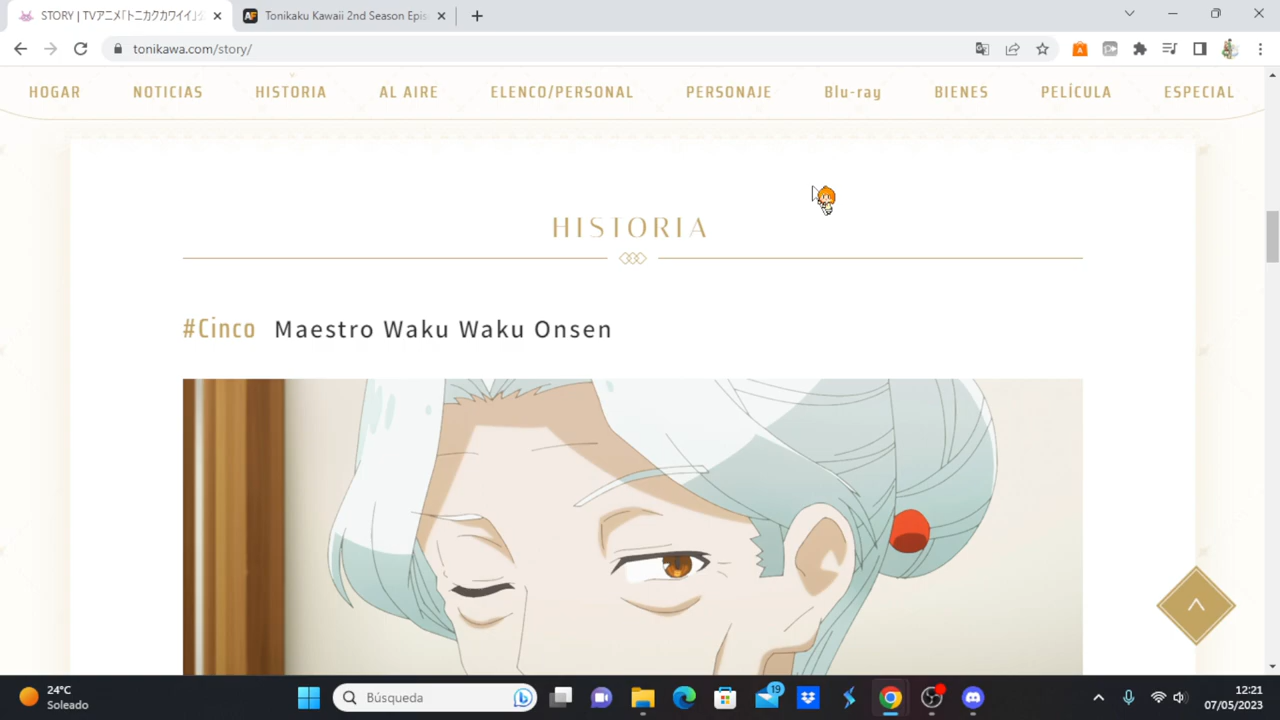 STORY | TVアニメ「トニカクカワイイ」公
Tonikaku Kawaii 2nd Season Epis
tonikawa.com/story/
HOGAR NOTICIAS HISTORIA AL AIRE ELENCO/PERSONAL PERSONAJE Blu-ray BIENES PELÍCULA ESPECIAL
HISTORIA
#Cinco Maestro Waku Waku Onsen
24°C
Soleado
Búsqueda
19
12:21
07/05/2023